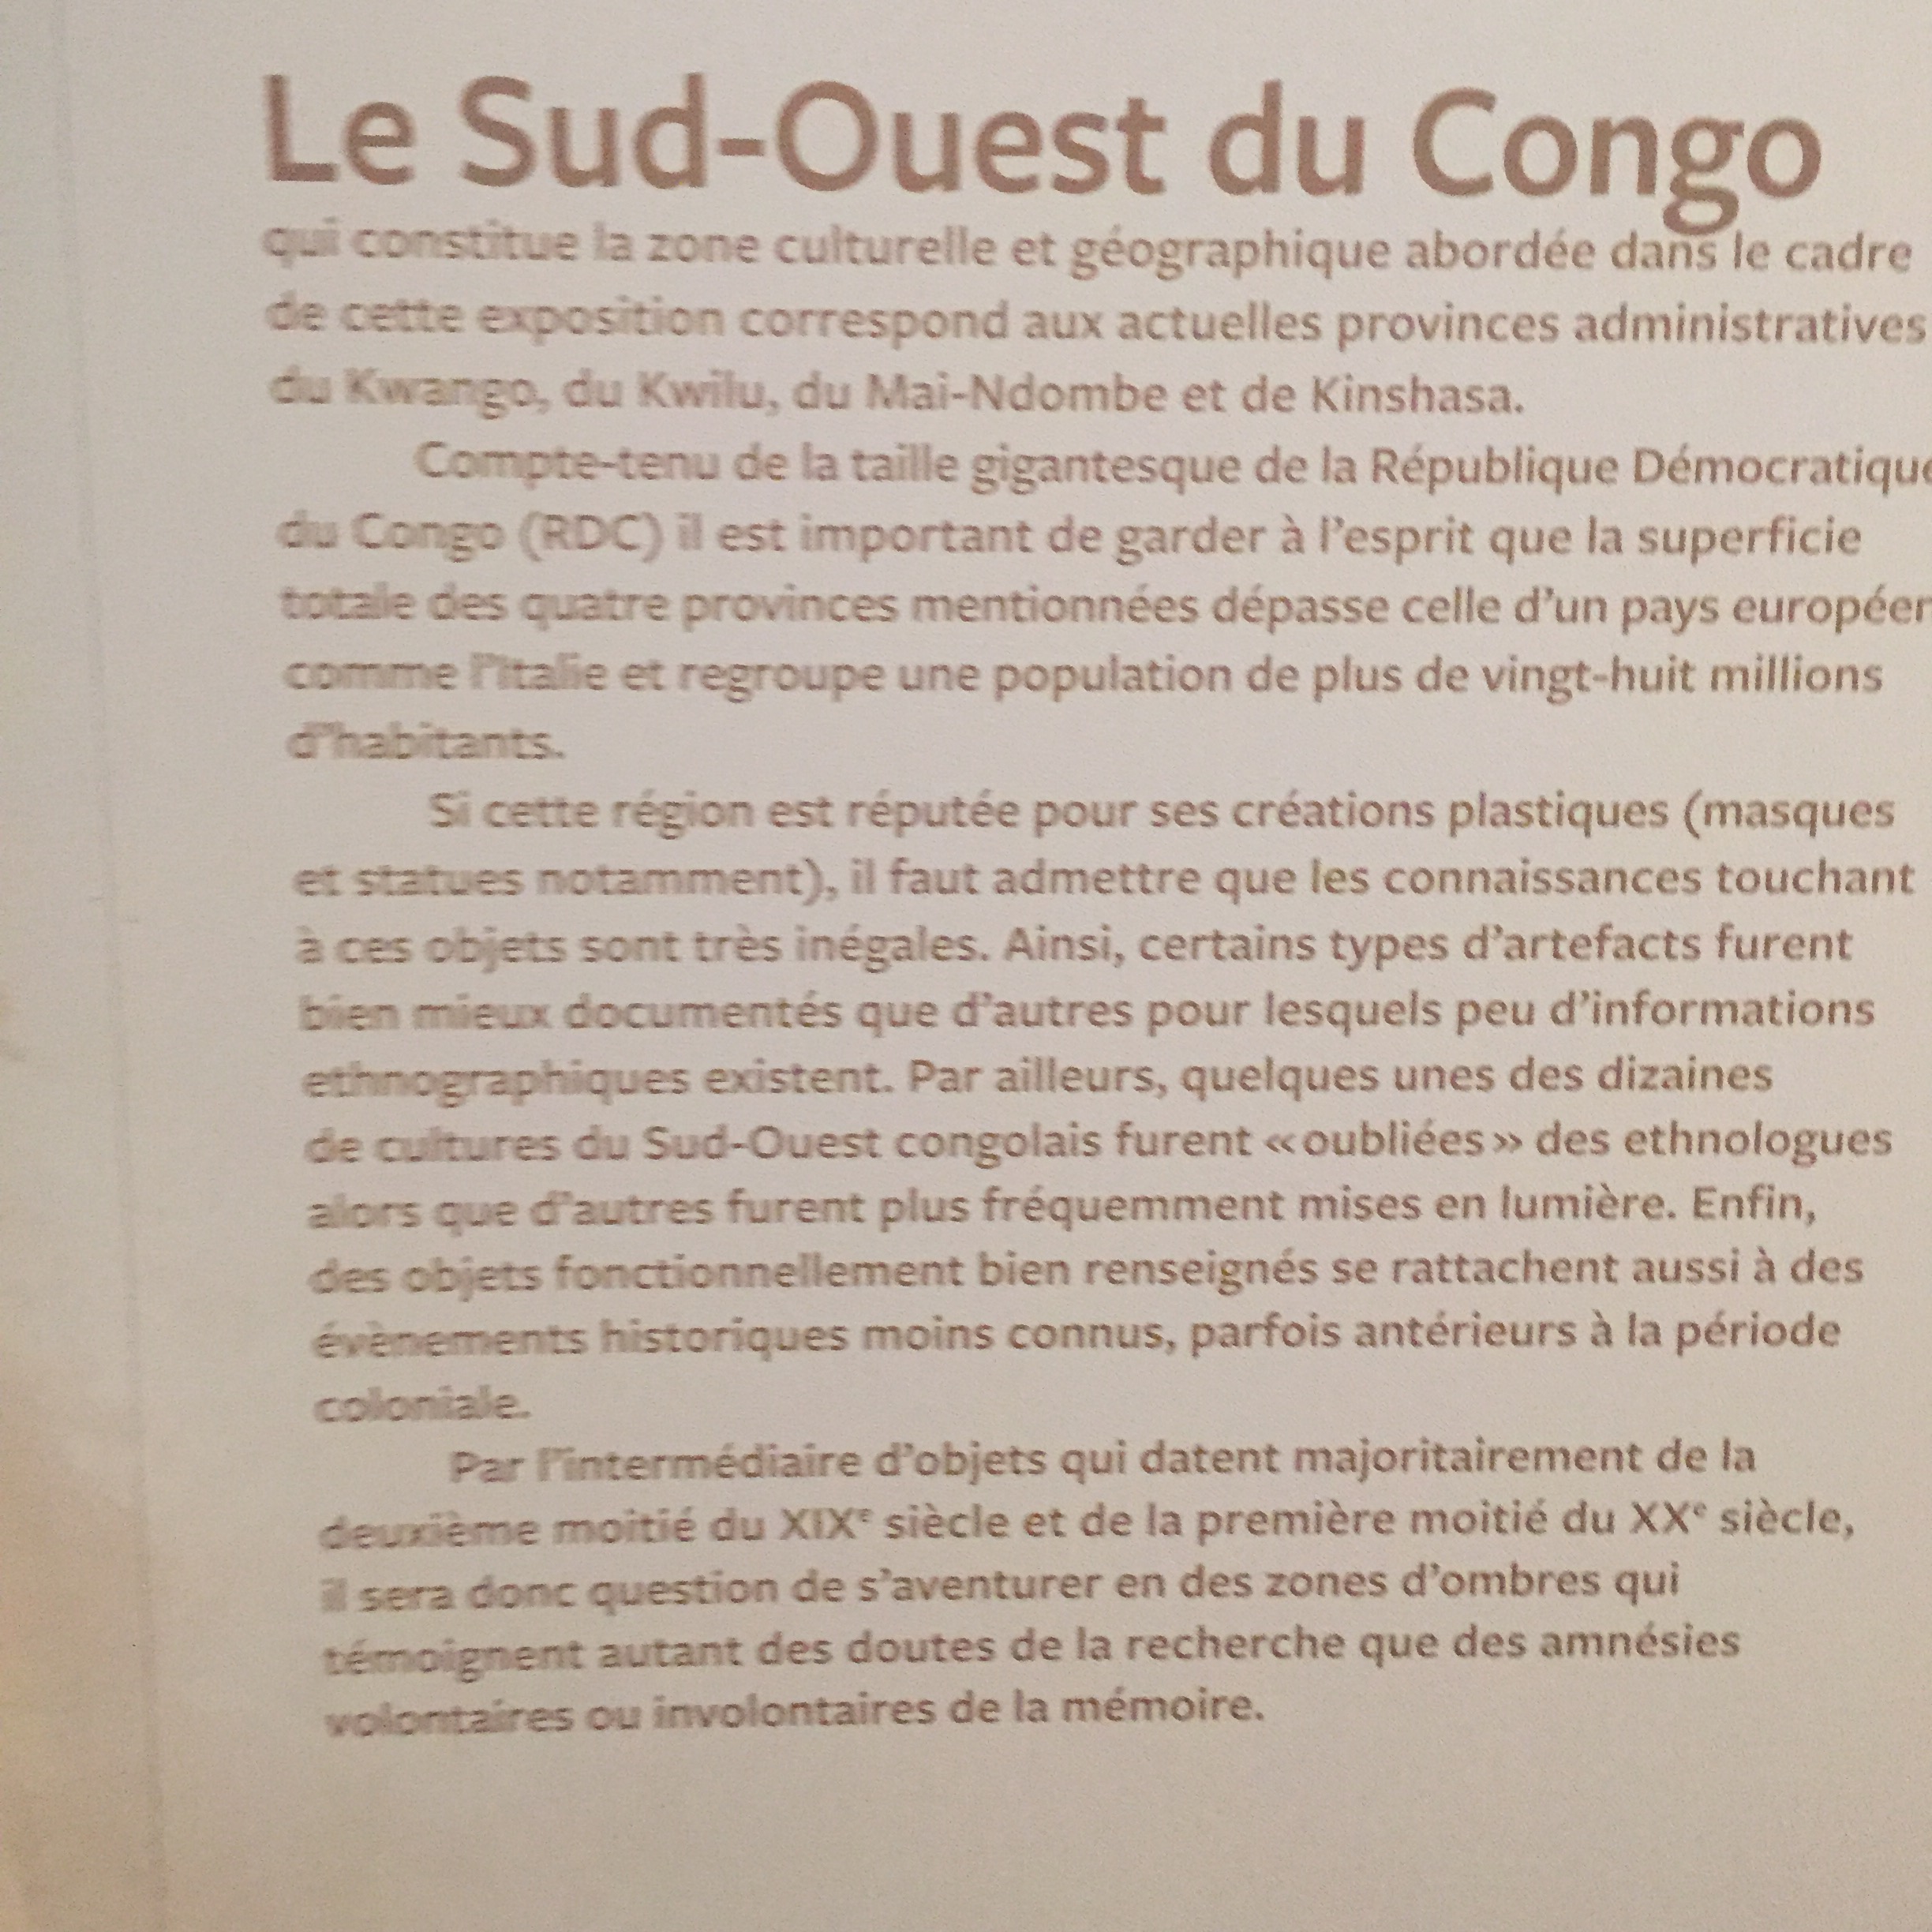 Le Sud-Ouest du Congo
qui constitue la zone culturelle et géographique abordée dans le cadre
de cette exposition correspond aux actuelles provinces administratives
du Kwango, du Kwilu, du Mai-Ndombe et de Kinshasa.
Compte-tenu de la taille gigantesque de la République Démocratique
du Congo (RDC) il est important de garder à l’esprit que la superficie
totale des quatre provinces mentionnées dépasse celle d’un pays européen
comme l’Italie et regroupe une population de plus de vingt-huit millions
d’habitants.
Si cette région est réputée pour ses créations plastiques (masques
et statues notamment), il faut admettre que les connaissances touchant
à ces objets sont très inégales. Ainsi, certains types d’artefacts furent
bien mieux documentés que d’autres pour lesquels peu d’informations
ethnographiques existent. Par ailleurs, quelques unes des dizaines
de cultures du Sud-Ouest congolais furent « oubliées » des ethnologues
alors que d’autres furent plus fréquemment mises en lumière. Enfin,
des objets fonctionnellement bien renseignés se rattachent aussi à des
évènements historiques moins connus, parfois antérieurs à la période
coloniale.
Par l’intermédiaire d’objets qui datent majoritairement de la
deuxième moitié du XIXᵉ siècle et de la première moitié du XXᵉ siècle,
il sera donc question de s’aventurer en des zones d’ombres qui
témoignent autant des doutes de la recherche que des amnésies
volontaires ou involontaires de la mémoire.